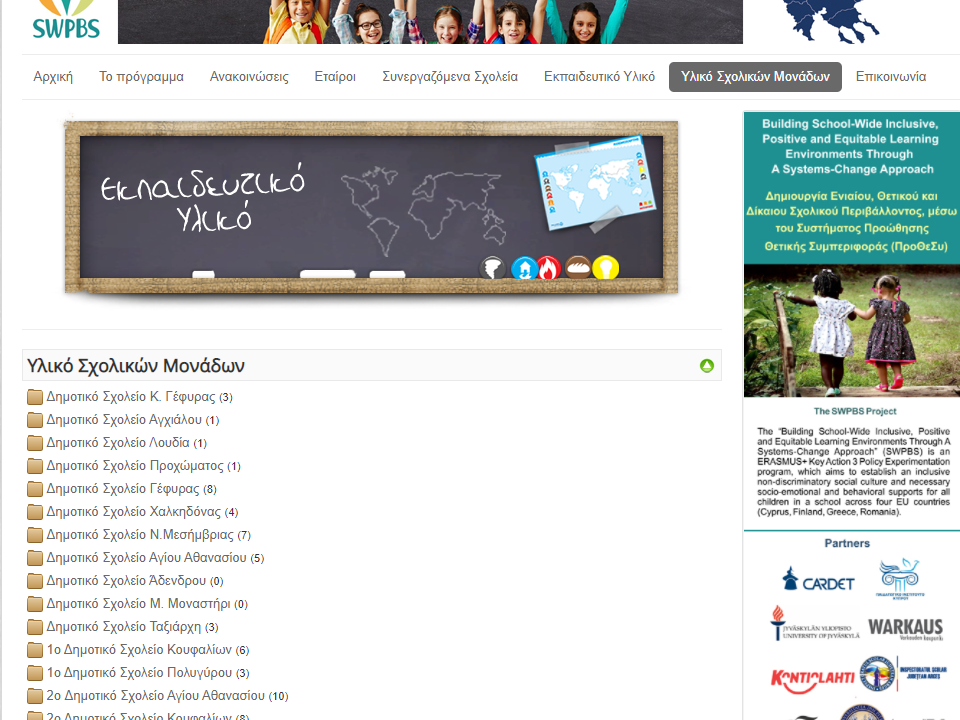 SWPBS
Αρχική Το πρόγραμμα Ανακοινώσεις Εταίροι Συνεργαζόμενα Σχολεία Εκπαιδευτικό Υλικό Υλικό Σχολικών Μονάδων Επικοινωνία
Εκπαιδευτικό
Υλικό
Υλικό Σχολικών Μονάδων
Δημοτικό Σχολείο Κ. Γέφυρας (3)
Δημοτικό Σχολείο Αγχιάλου (1)
Δημοτικό Σχολείο Λουδία (1)
Δημοτικό Σχολείο Προχώματος (1)
Δημοτικό Σχολείο Γέφυρας (8)
Δημοτικό Σχολείο Χαλκηδόνας (4)
Δημοτικό Σχολείο Ν.Μεσήμβριας (7)
Δημοτικό Σχολείο Αγίου Αθανασίου (5)
Δημοτικό Σχολείο Άδενδρου (0)
Δημοτικό Σχολείο Μ. Μοναστήρι (0)
Δημοτικό Σχολείο Ταξιάρχη (3)
1ο Δημοτικό Σχολείο Κουφαλίων (6)
1ο Δημοτικό Σχολείο Πολυγύρου (3)
2ο Δημοτικό Σχολείο Αγίου Αθανασίου (10)
2ο Δημοτικό Σχολείο Κουφαλίων (8)
Building School-Wide Inclusive,
Positive and Equitable Learning
Environments Through
A Systems-Change Approach
Δημιουργία Ενιαίου, Θετικού και
Δίκαιου Σχολικού Περιβάλλοντος, μέσω
του Συστήματος Προώθησης
Θετικής Συμπεριφοράς (ΠροΘεΣυ)
The SWPBS Project
The "Building School-Wide Inclusive, Positive
and Equitable Learning Environments Through A
Systems-Change Approach" (SWPBS) is an
ERASMUS+ Key Action 3 Policy Experimentation
program, which aims to establish an inclusive
non-discriminatory social culture and necessary
socio-emotional and behavioral supports for all
children in a school across four EU countries
(Cyprus, Finland, Greece, Romania).
Partners
CARDET
ΠΑΙΔΑΓΩΓΙΚΟ ΙΝΣΤΙΤΟΥΤΟ
ΚΥΠΡΟΥ
JYVÄSKYLÄN YLIOPISTO
UNIVERSITY OF JYVÄSKYLÄ
WARKAUS
KONTIOLAHTI
INSPECTORATUL ŞCOLAR
JUDEŢEAN ARGEŞ